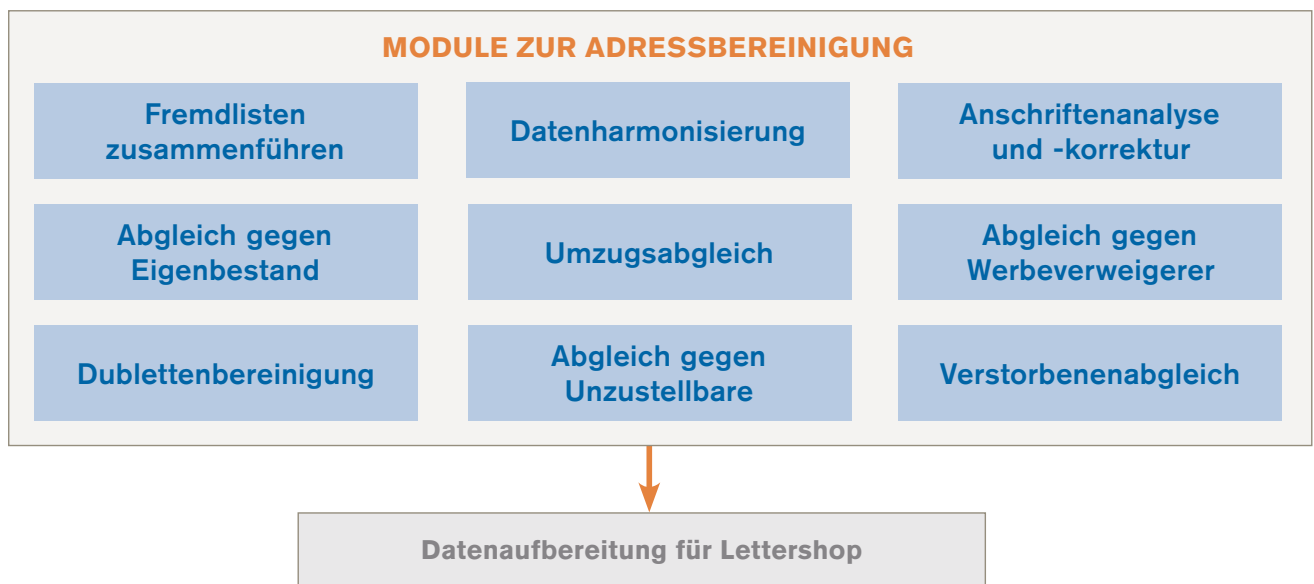 MODULE ZUR ADRESSBEREINIGUNG
Fremdlisten
zusammenführen
Datenharmonisierung
Anschriftenanalyse
und -korrektur
Abgleich gegen
Eigenbestand
Umzugsabgleich
Abgleich gegen
Werbeverweigerer
Dublettenbereinigung
Abgleich gegen
Unzustellbare
Verstorbenenabgleich
Datenaufbereitung für Lettershop